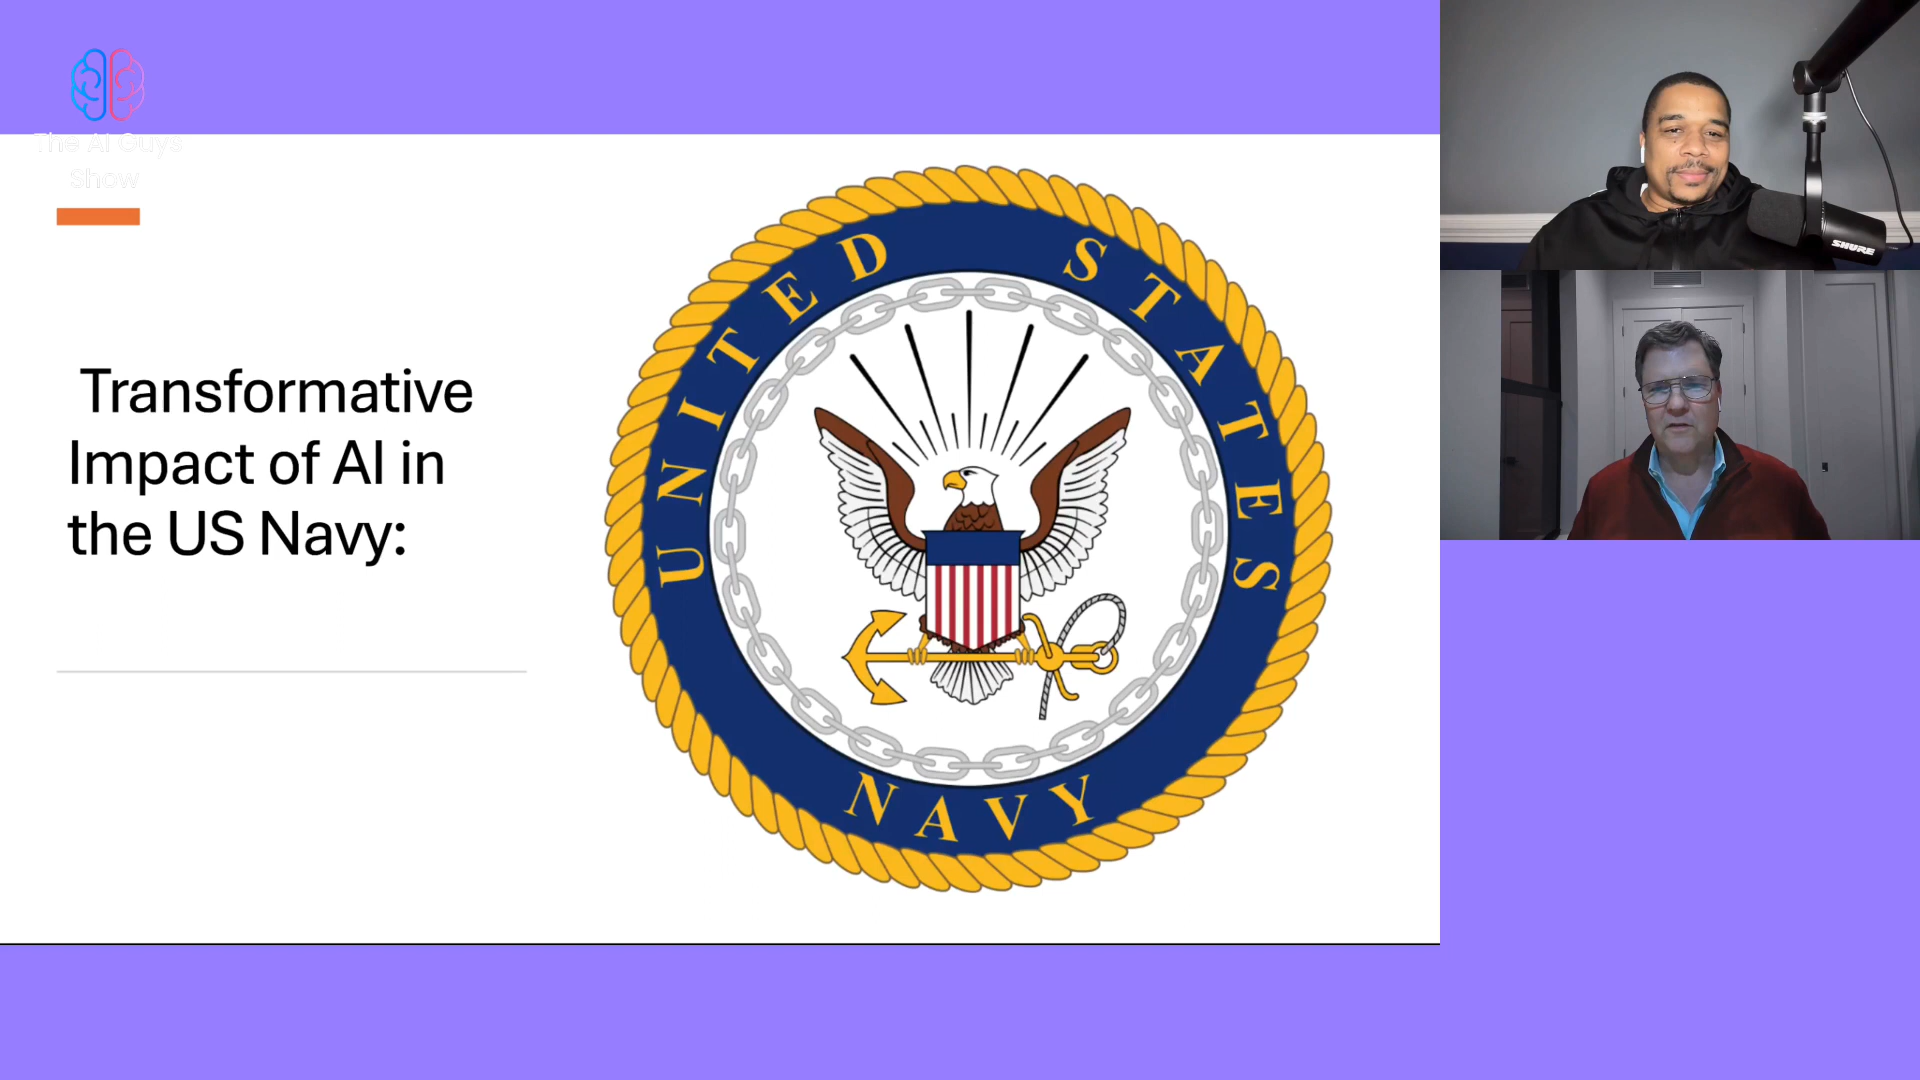 The AI Guys
Show
Transformative
Impact of AI in
the US Navy:
UNITED STATES
NAVY
SHURE